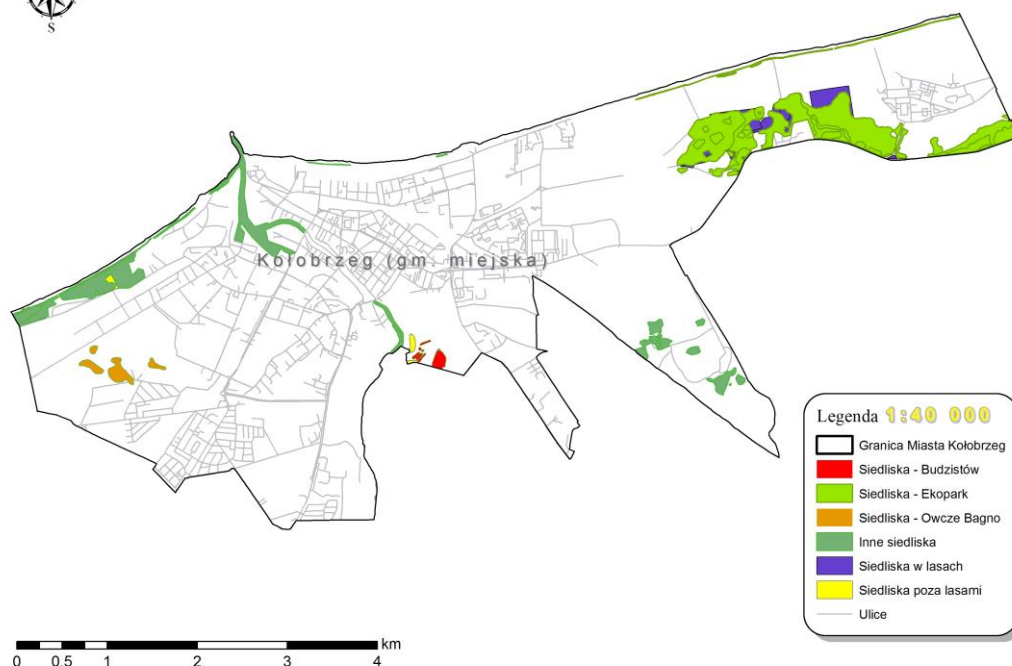 S
Kołobrzeg (gm. miejska)
Legenda 1:40 000
Granica Miasta Kołobrzeg
Siedliska - Budzistów
Siedliska - Ekopark
Siedliska - Owcze Bagno
Inne siedliska
Siedliska w lasach
Siedliska poza lasami
Ulice
km
0 0.5 1 2 3 4